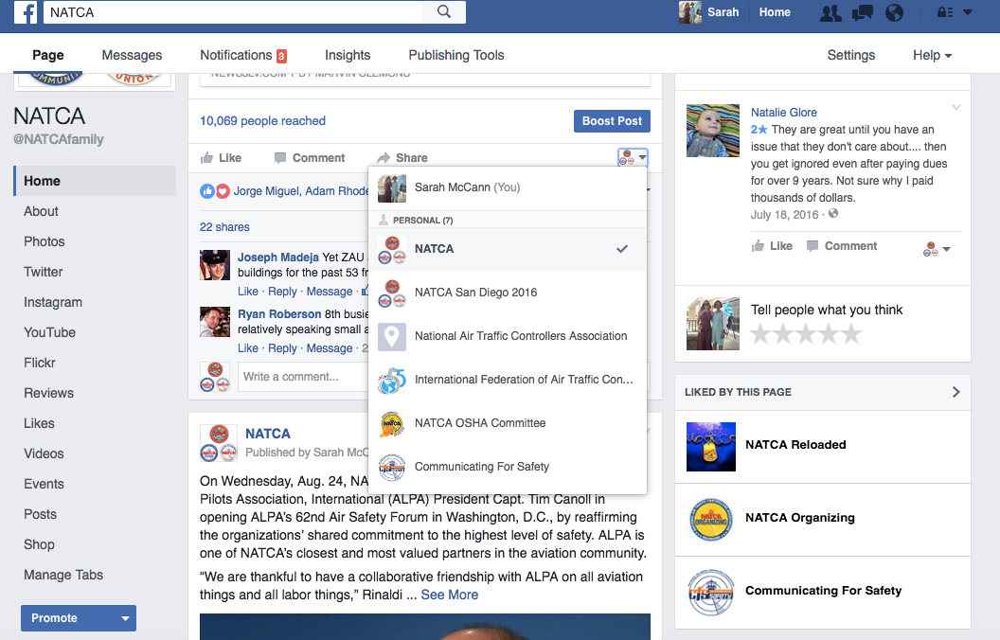 NATCA
Sarah
Home
Page
Messages
Notifications 3
Insights
Publishing Tools
Settings
Help
NATCA
@NATCAfamily
Home
About
Photos
Twitter
Instagram
YouTube
Flickr
Reviews
Likes
Videos
Events
Posts
Shop
Manage Tabs
Promote
10,069 people reached
Boost Post
Like
Comment
Share
Jorge Miguel, Adam Rhode
22 shares
Joseph Madeja Yet ZAU
buildings for the past 53
Like · Reply · Message ·
Ryan Roberson 8th busie
relatively speaking small a
Like · Reply · Message · 2
Write a comment...
Sarah McCann (You)
PERSONAL (7)
NATCA
NATCA San Diego 2016
National Air Traffic Controllers Association
International Federation of Air Traffic Con...
NATCA OSHA Committee
Communicating For Safety
NATCA
Published by Sarah McC
On Wednesday, Aug. 24, NA
Pilots Association, International (ALPA) President Capt. Tim Canoll in
opening ALPA's 62nd Air Safety Forum in Washington, D.C., by reaffirming
the organizations' shared commitment to the highest level of safety. ALPA is
one of NATCA's closest and most valued partners in the aviation community.
“We are thankful to have a collaborative friendship with ALPA on all aviation
things and all labor things,” Rinaldi ... See More
Natalie Glore
2★ They are great until you have an
issue that they don't care about.... then
you get ignored even after paying dues
for over 9 years. Not sure why I paid
thousands of dollars.
July 18, 2016 ·
Like
Comment
Tell people what you think
LIKED BY THIS PAGE
NATCA Reloaded
NATCA Organizing
Communicating For Safety